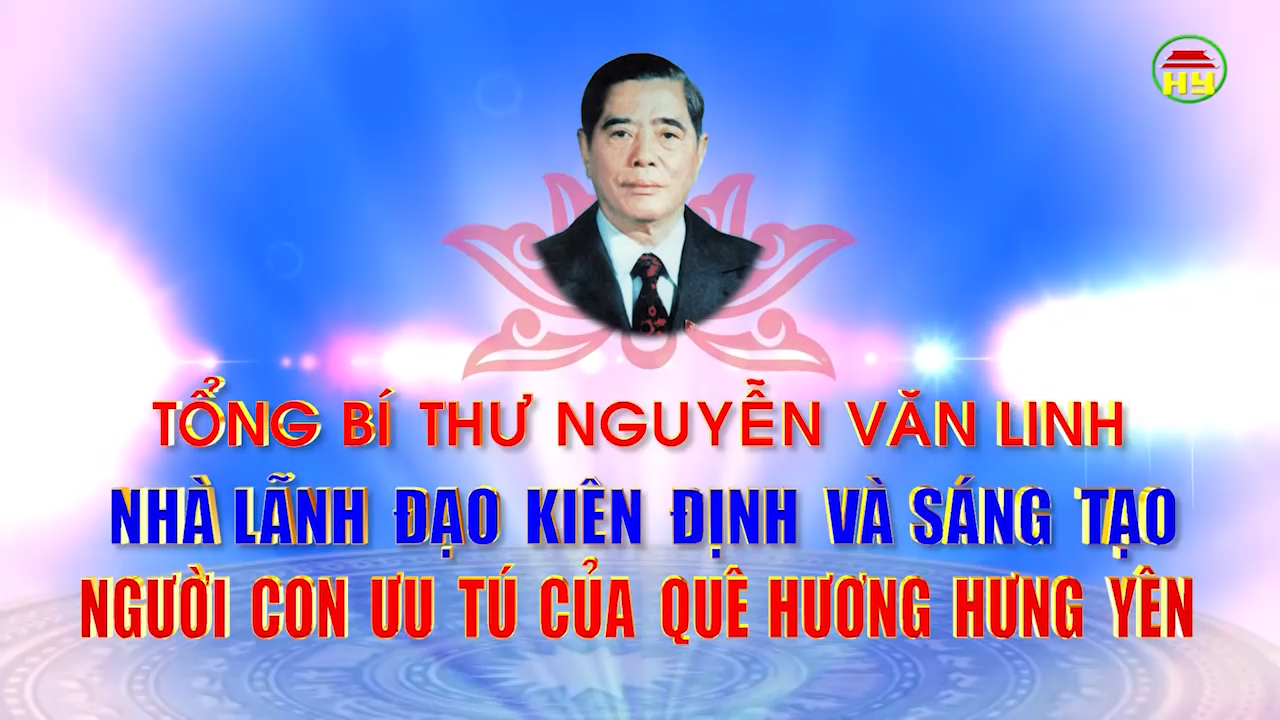 HY
TỔNG BÍ THƯ NGUYỄN VĂN LINH
NHÀ LÃNH ĐẠO KIÊN ĐỊNH VÀ SÁNG TẠO
NGƯỜI CON ƯU TÚ CỦA QUÊ HƯƠNG HƯNG YÊN